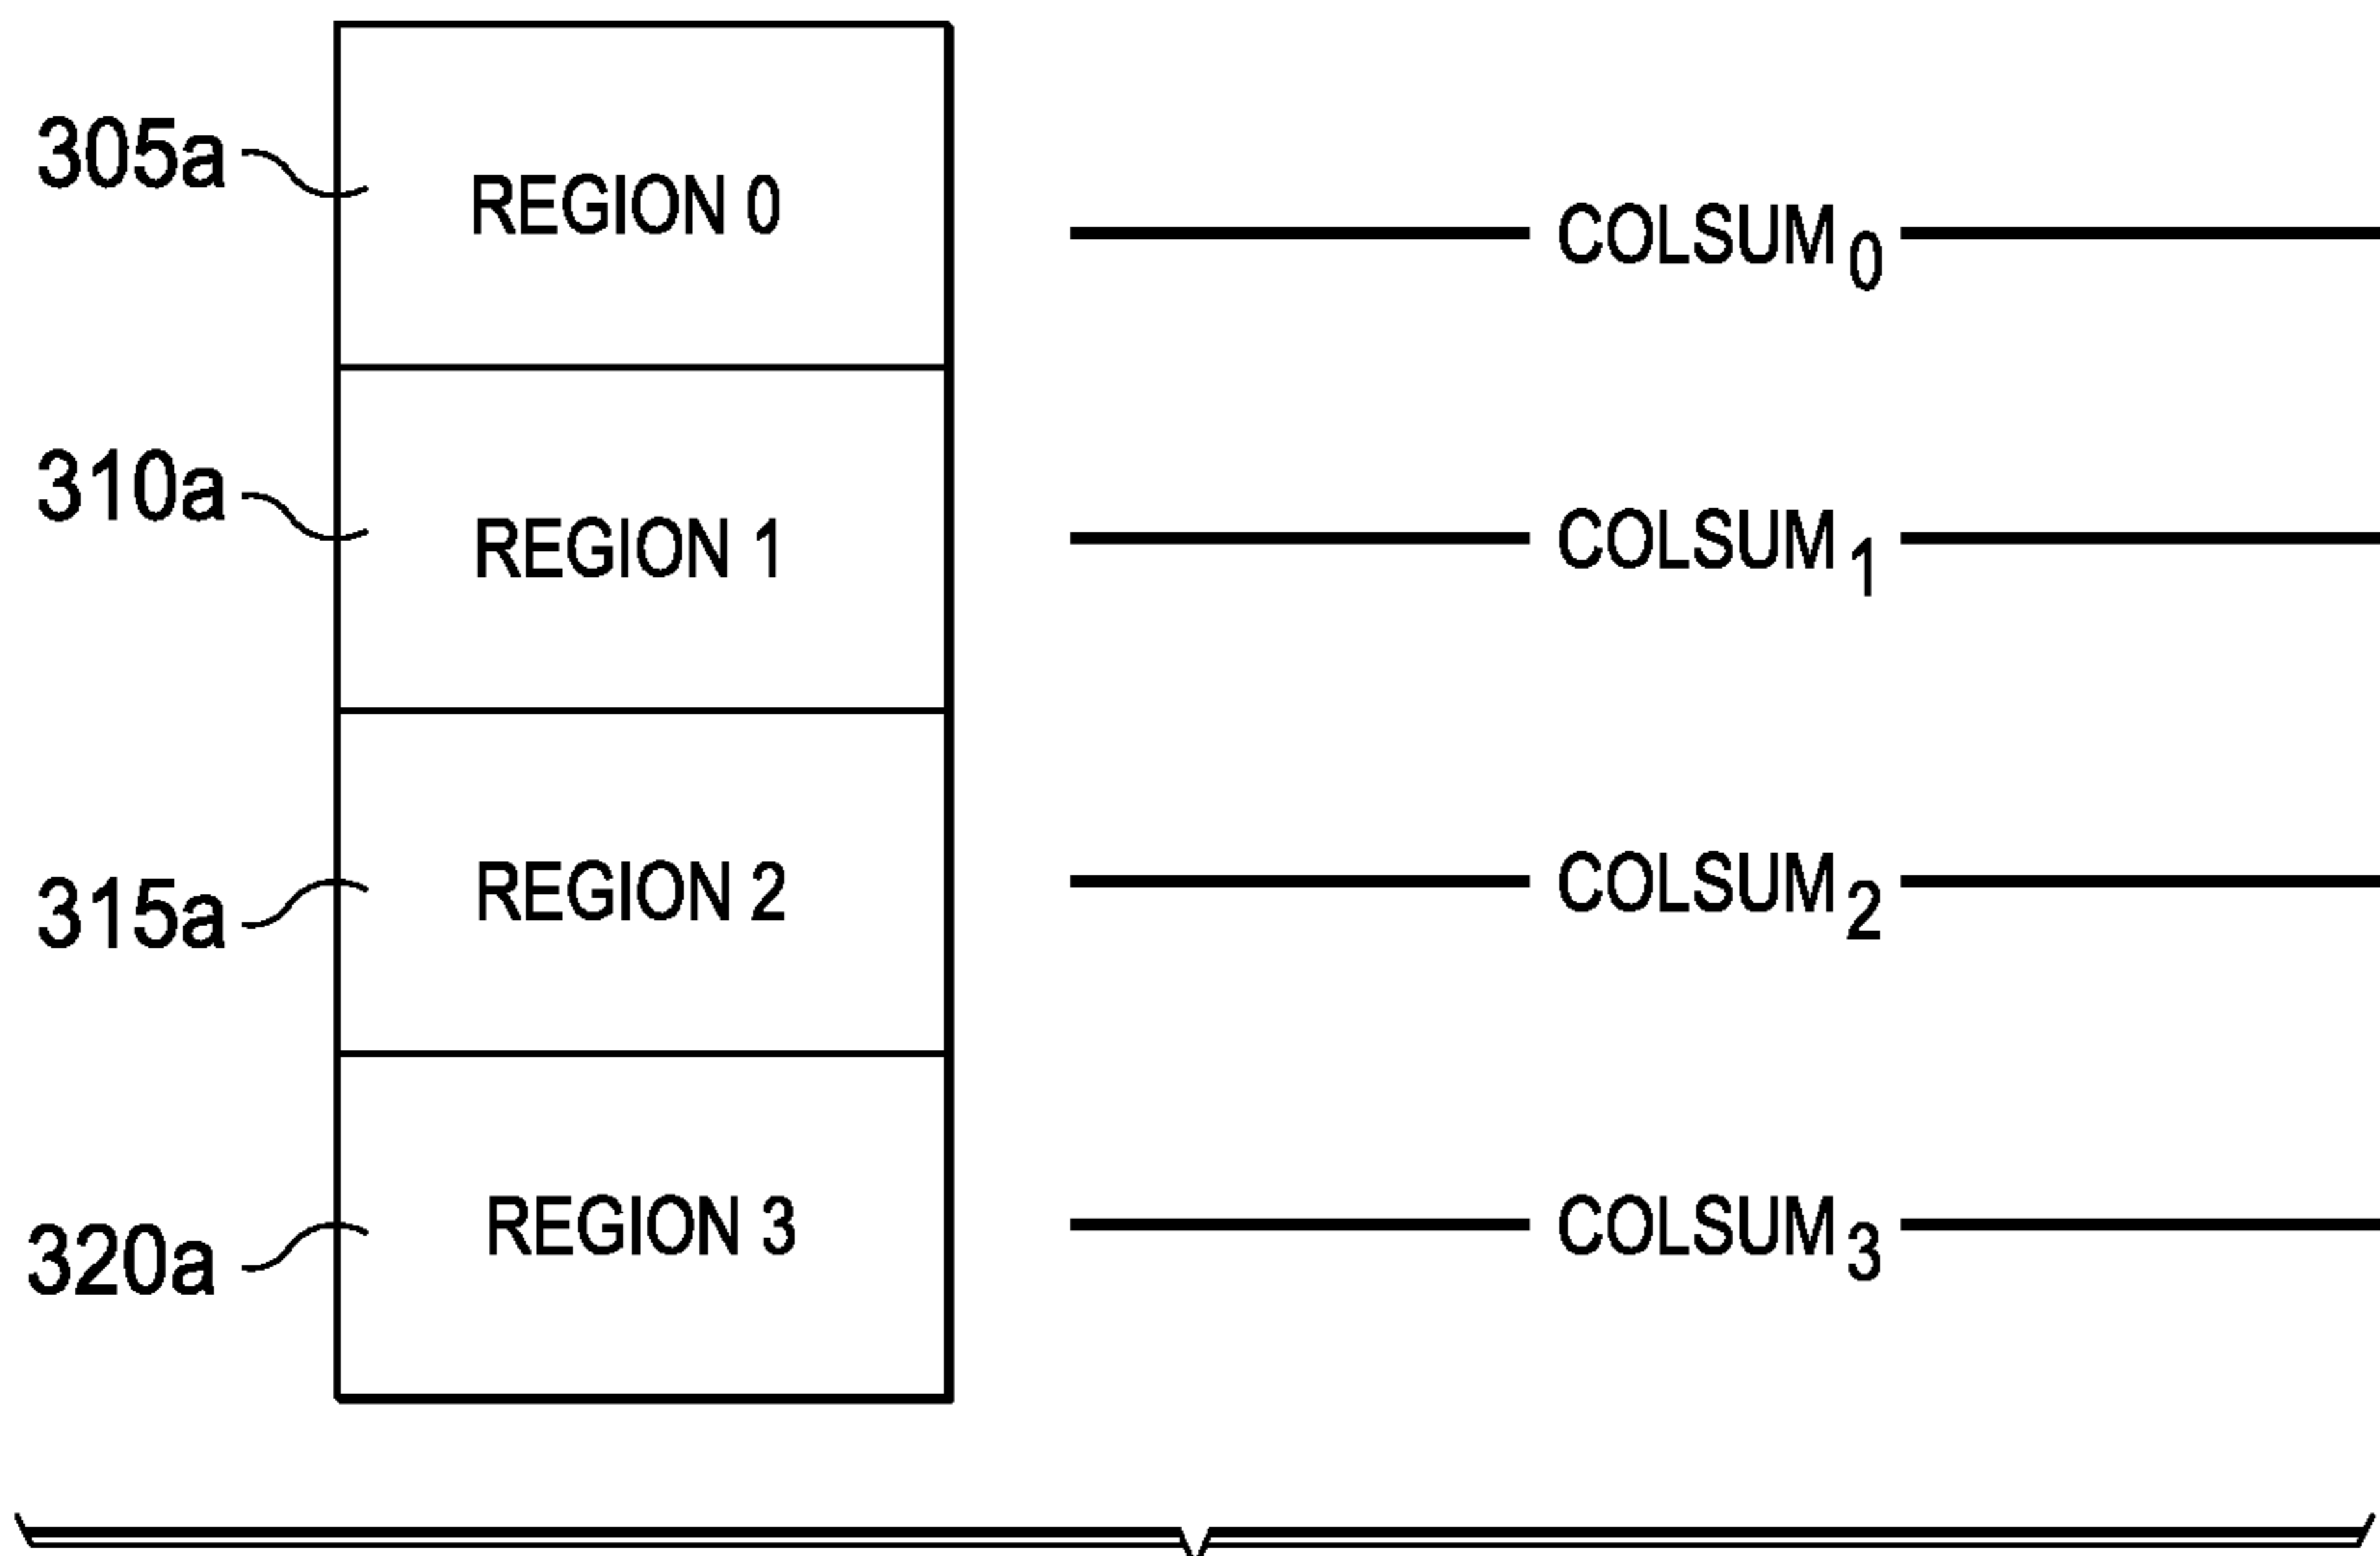 305a REGION 0 COLSUM0
310a REGION 1 COLSUM1
315a REGION 2 COLSUM2
320a REGION 3 COLSUM3